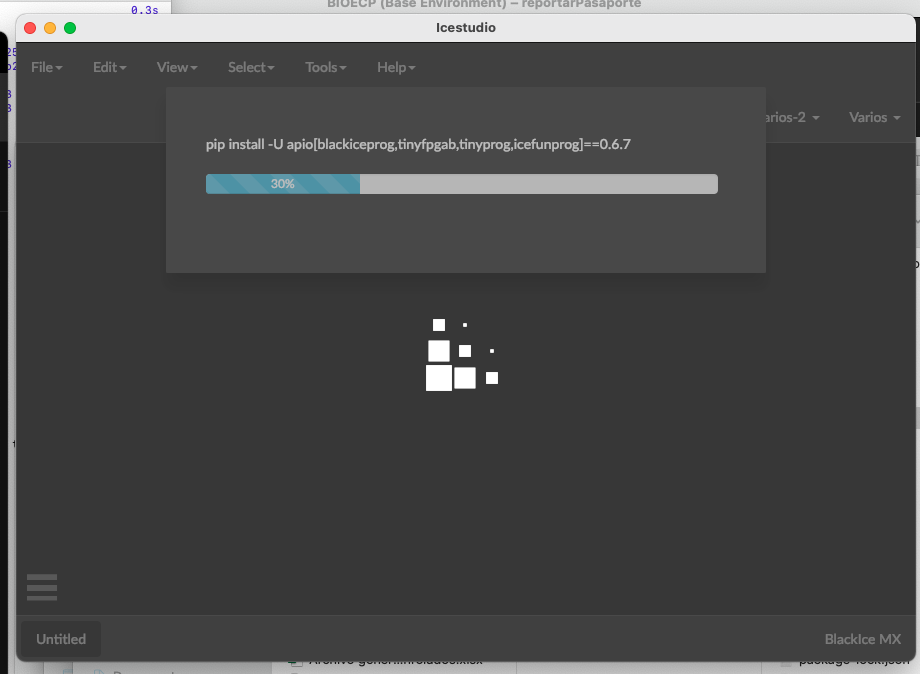 0.3s
BIOECP (Base Environment) – reportarPasaporte
Icestudio
File Edit View Select Tools Help
arios-2 Varios
pip install -U apio[blackiceprog,tinyfpgab,tinyprog,icefunprog]==0.6.7
30%
Untitled
BlackIce MX
package-lock.json